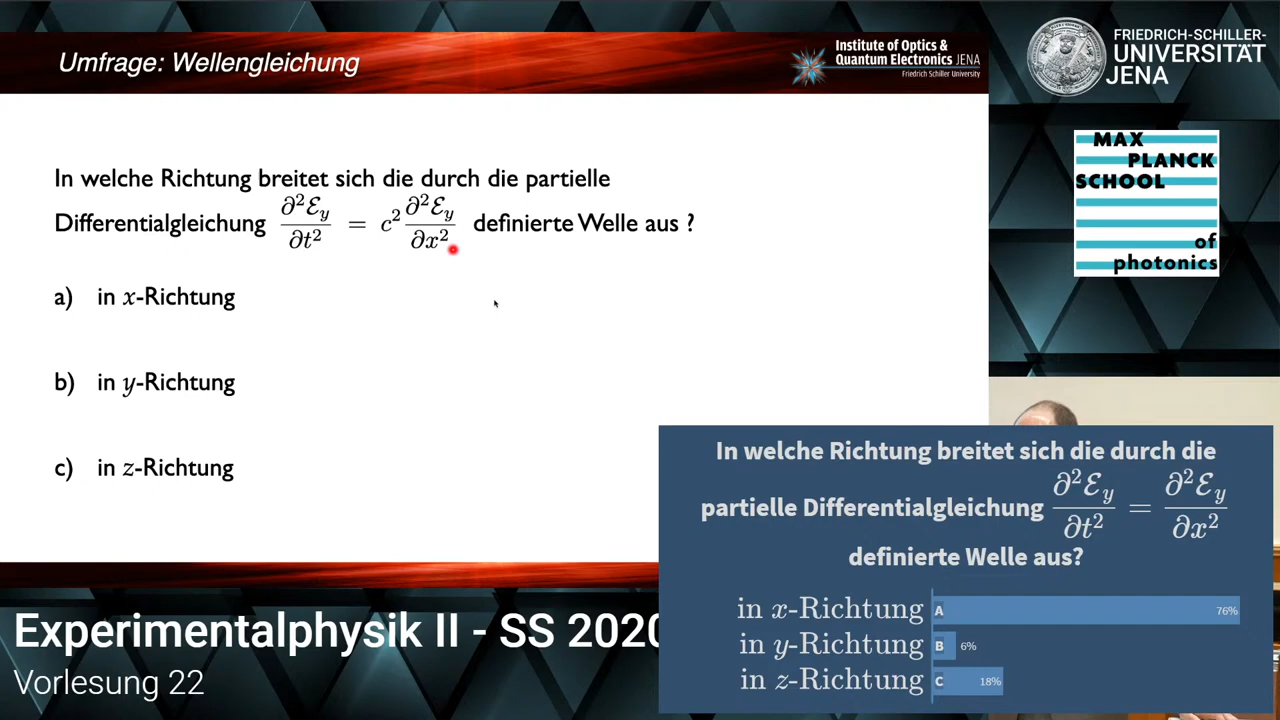 Umfrage: Wellengleichung
Institute of Optics &
Quantum Electronics JENA
Friedrich Schiller University
FRIEDRICH-SCHILLER-
UNIVERSITÄT
JENA
MAX
PLANCK
SCHOOL
of
photonics
In welche Richtung breitet sich die durch die partielle
Differentialgleichung ∂²ℰ_y/∂t² = c² ∂²ℰ_y/∂x² definierte Welle aus ?
a) in x-Richtung
b) in y-Richtung
c) in z-Richtung
In welche Richtung breitet sich die durch die
partielle Differentialgleichung ∂²ℰ_y/∂t² = ∂²ℰ_y/∂x²
definierte Welle aus?
in x-Richtung A 76%
in y-Richtung B 6%
in z-Richtung C 18%
Experimentalphysik II - SS 2020
Vorlesung 22